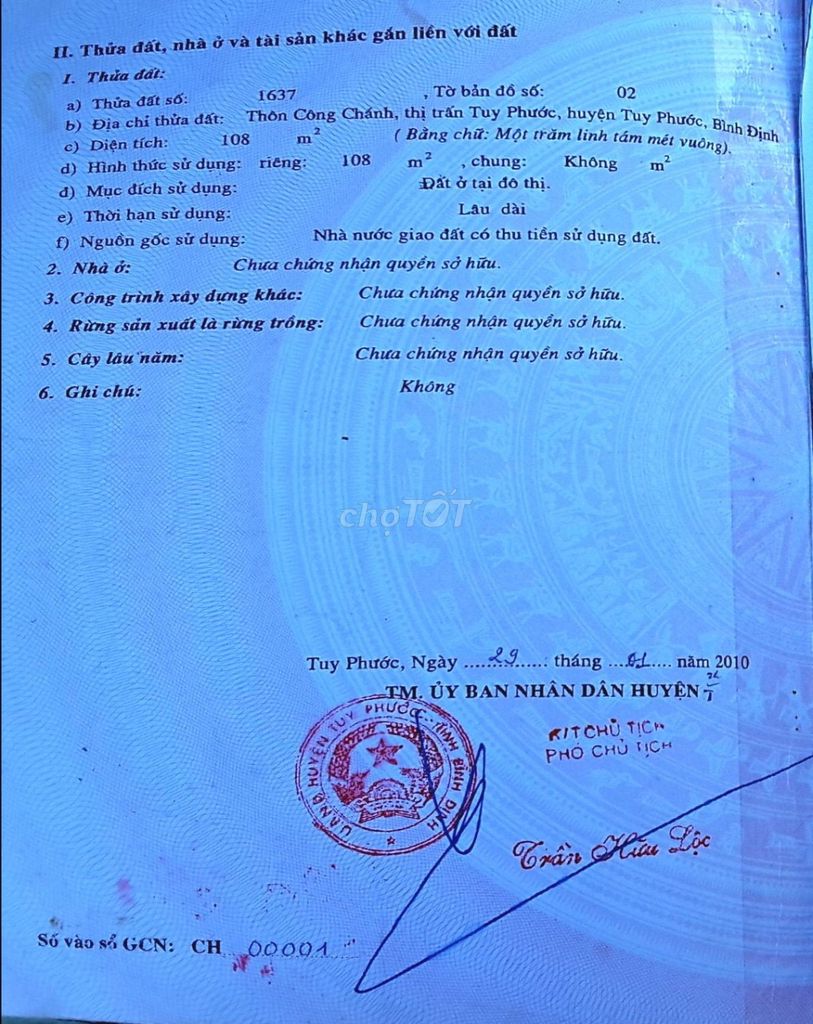 II. Thửa đất, nhà ở và tài sản khác gắn liền với đất
1. Thửa đất:
a) Thửa đất số: 1637 , Tờ bản đồ số: 02
b) Địa chỉ thửa đất: Thôn Công Chánh, thị trấn Tuy Phước, huyện Tuy Phước, Bình Định
c) Diện tích: 108 m² ( Bằng chữ: Một trăm linh tám mét vuông).
d) Hình thức sử dụng: riêng: 108 m² , chung: Không m²
đ) Mục đích sử dụng: Đất ở tại đô thị.
e) Thời hạn sử dụng: Lâu dài
f) Nguồn gốc sử dụng: Nhà nước giao đất có thu tiền sử dụng đất.
2. Nhà ở: Chưa chứng nhận quyền sở hữu.
3. Công trình xây dựng khác: Chưa chứng nhận quyền sở hữu.
4. Rừng sản xuất là rừng trồng: Chưa chứng nhận quyền sở hữu.
5. Cây lâu năm: Chưa chứng nhận quyền sở hữu.
6. Ghi chú: Không
chợTỐT
Tuy Phước, Ngày ....29..... tháng ...01.... năm 2010
TM. ỦY BAN NHÂN DÂN HUYỆN
KT CHỦ TỊCH
PHÓ CHỦ TỊCH
U.B.N.D HUYỆN TUY PHƯỚC TỈNH BÌNH ĐỊNH
Trần Hữu Lộc
Số vào sổ GCN: CH 00001